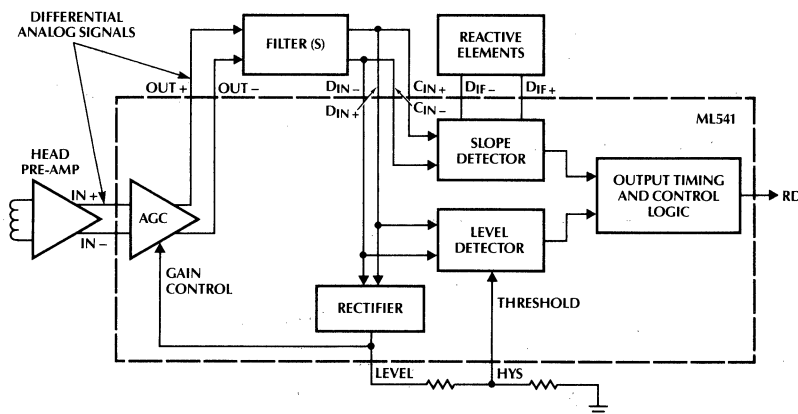 DIFFERENTIAL
ANALOG SIGNALS
FILTER (S)
REACTIVE
ELEMENTS
OUT +
OUT −
DIN−
DIN+
CIN+
CIN−
DIF−
DIF+
ML541
HEAD
PRE-AMP
IN +
IN −
AGC
SLOPE
DETECTOR
OUTPUT TIMING
AND CONTROL
LOGIC
RD
LEVEL
DETECTOR
GAIN
CONTROL
RECTIFIER
THRESHOLD
LEVEL
HYS